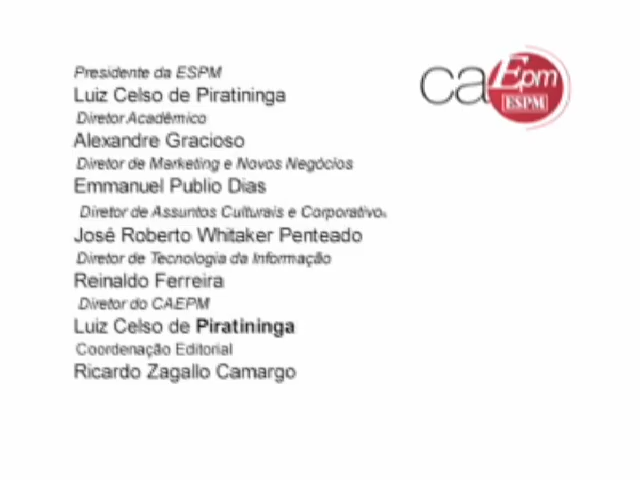 caEpm
ESPM
Presidente da ESPM
Luiz Celso de Piratininga
Diretor Acadêmico
Alexandre Gracioso
Diretor de Marketing e Novos Negócios
Emmanuel Publio Dias
Diretor de Assuntos Culturais e Corporativos
José Roberto Whitaker Penteado
Diretor de Tecnologia da Informação
Reinaldo Ferreira
Diretor do CAEPM
Luiz Celso de Piratininga
Coordenação Editorial
Ricardo Zagallo Camargo